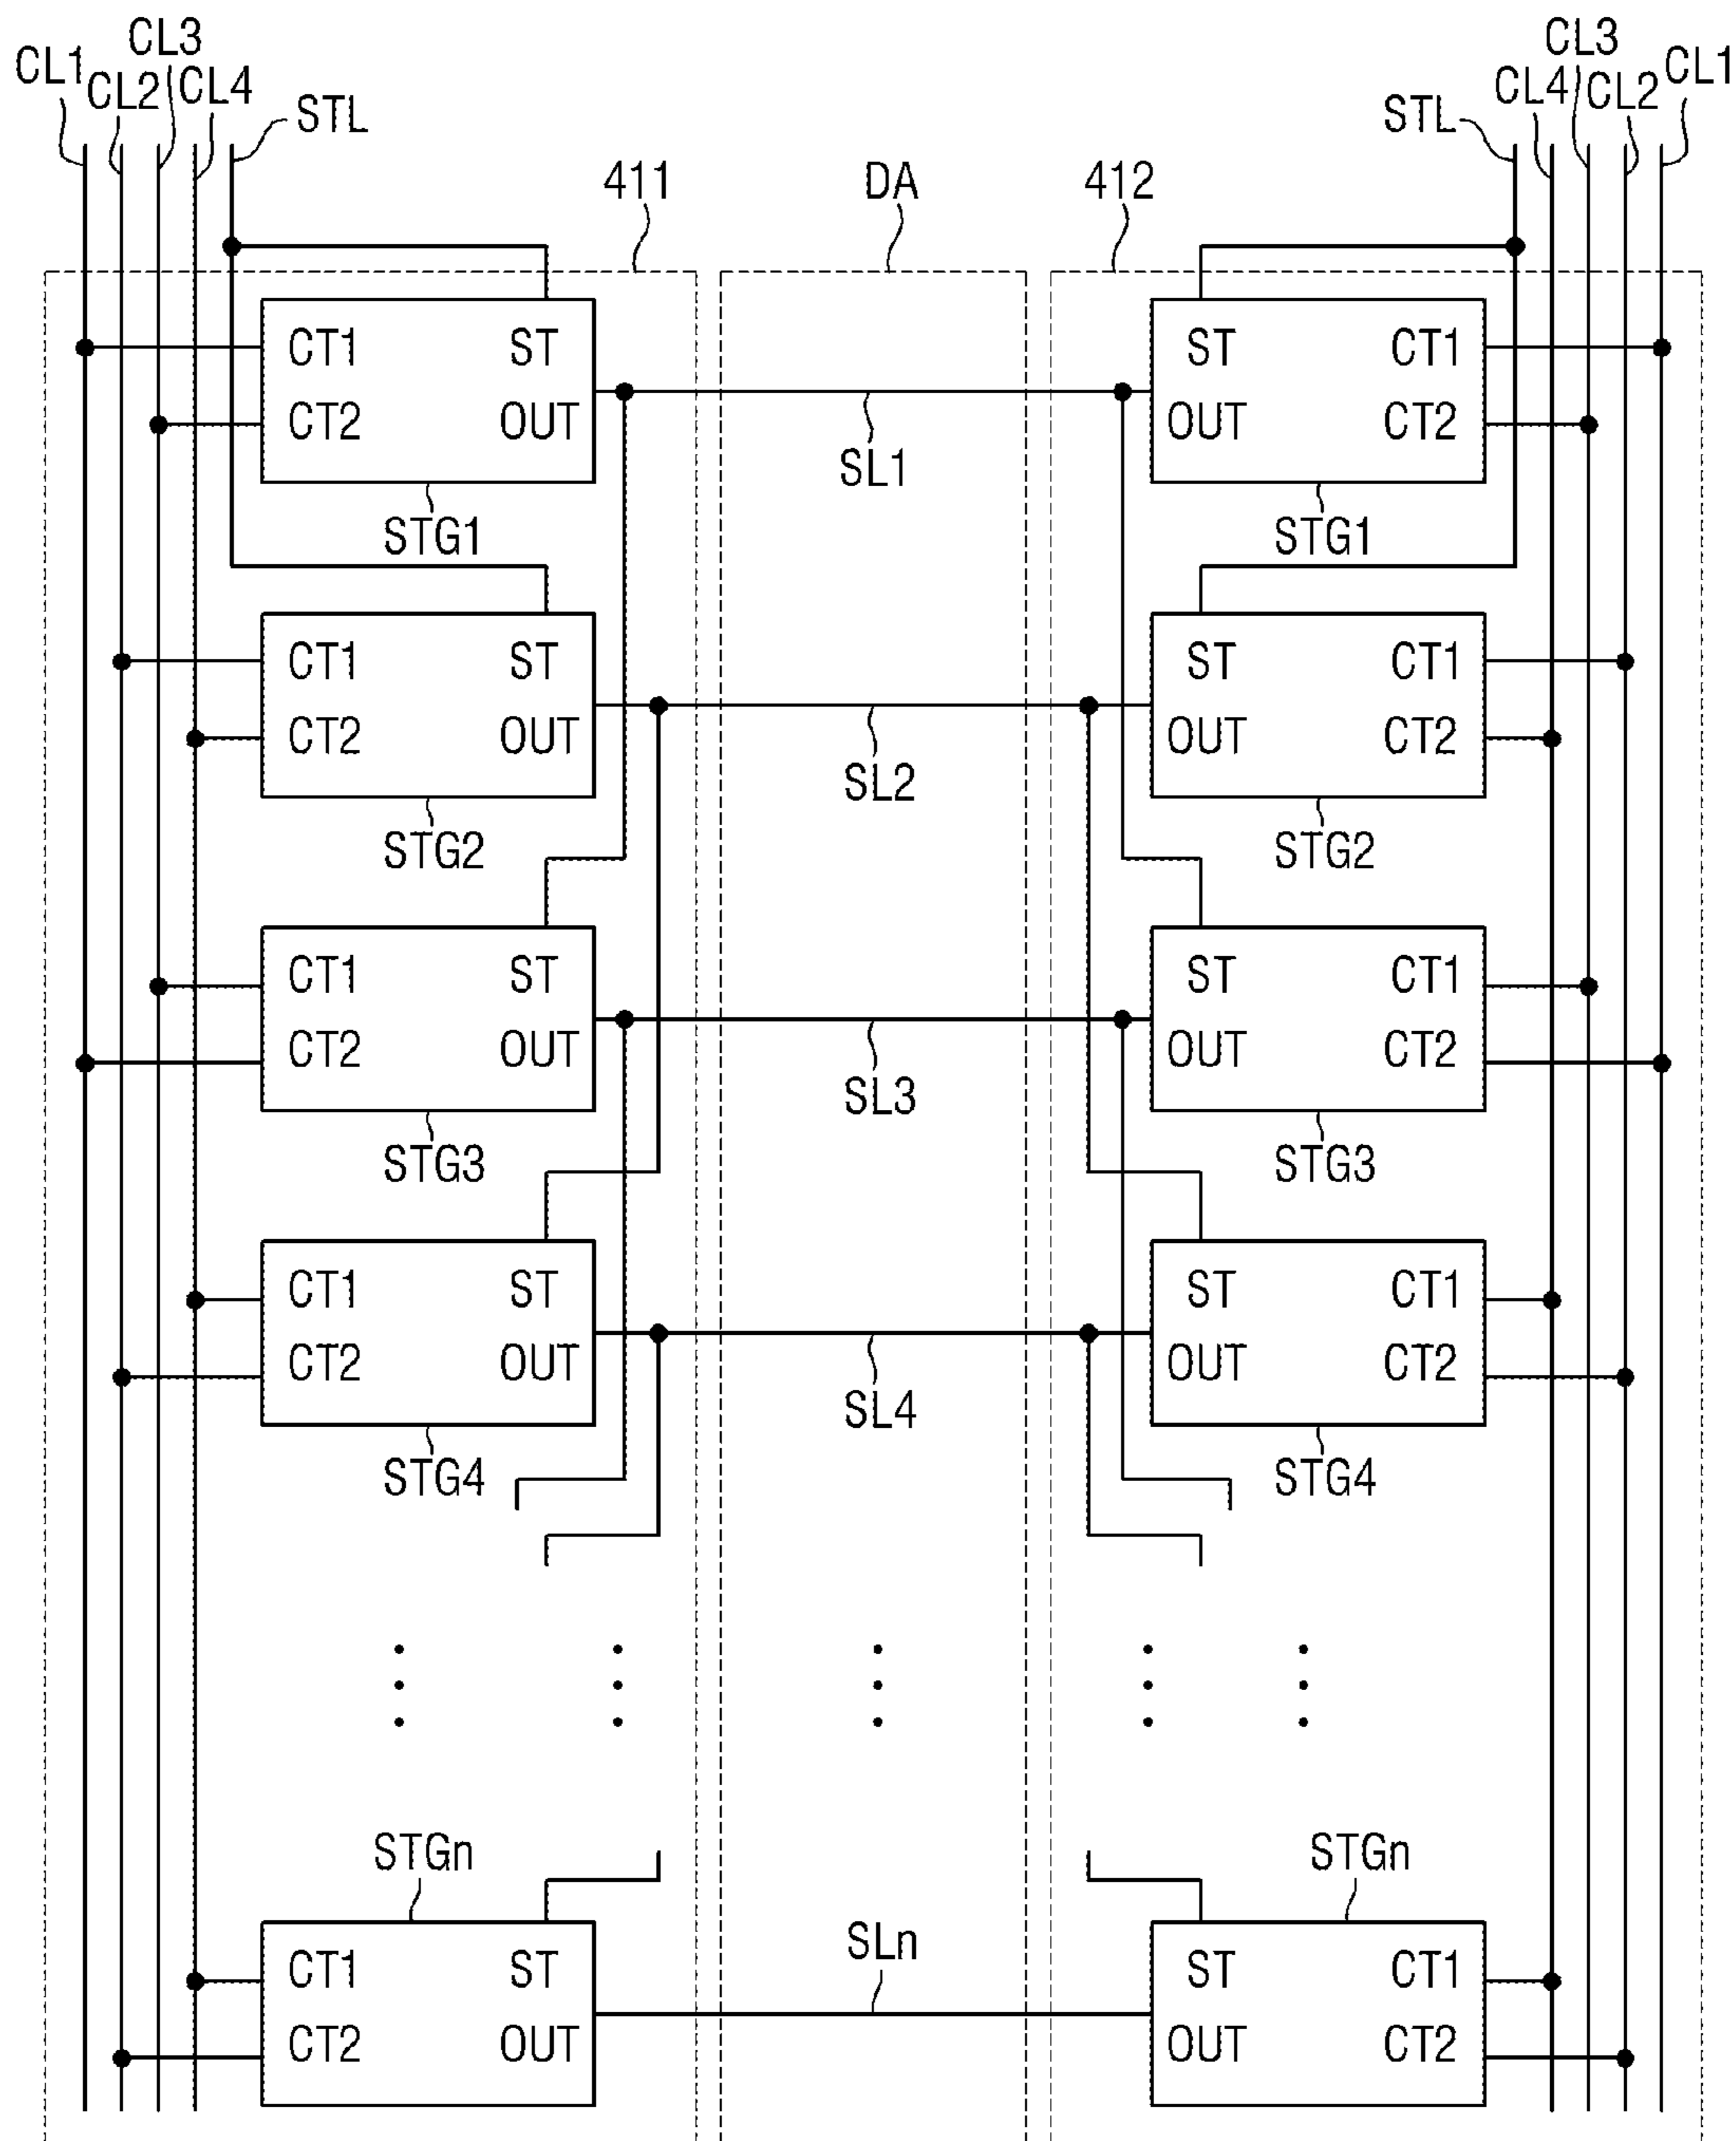 CL1 CL2 CL3 CL4 STL STL CL4 CL3 CL2 CL1
411 DA 412
CT1 ST ST CT1
CT2 OUT OUT CT2
SL1
STG1 STG1
CT1 ST ST CT1
CT2 OUT OUT CT2
SL2
STG2 STG2
CT1 ST ST CT1
CT2 OUT OUT CT2
SL3
STG3 STG3
CT1 ST ST CT1
CT2 OUT OUT CT2
SL4
STG4 STG4
STGn STGn
SLn
CT1 ST ST CT1
CT2 OUT OUT CT2